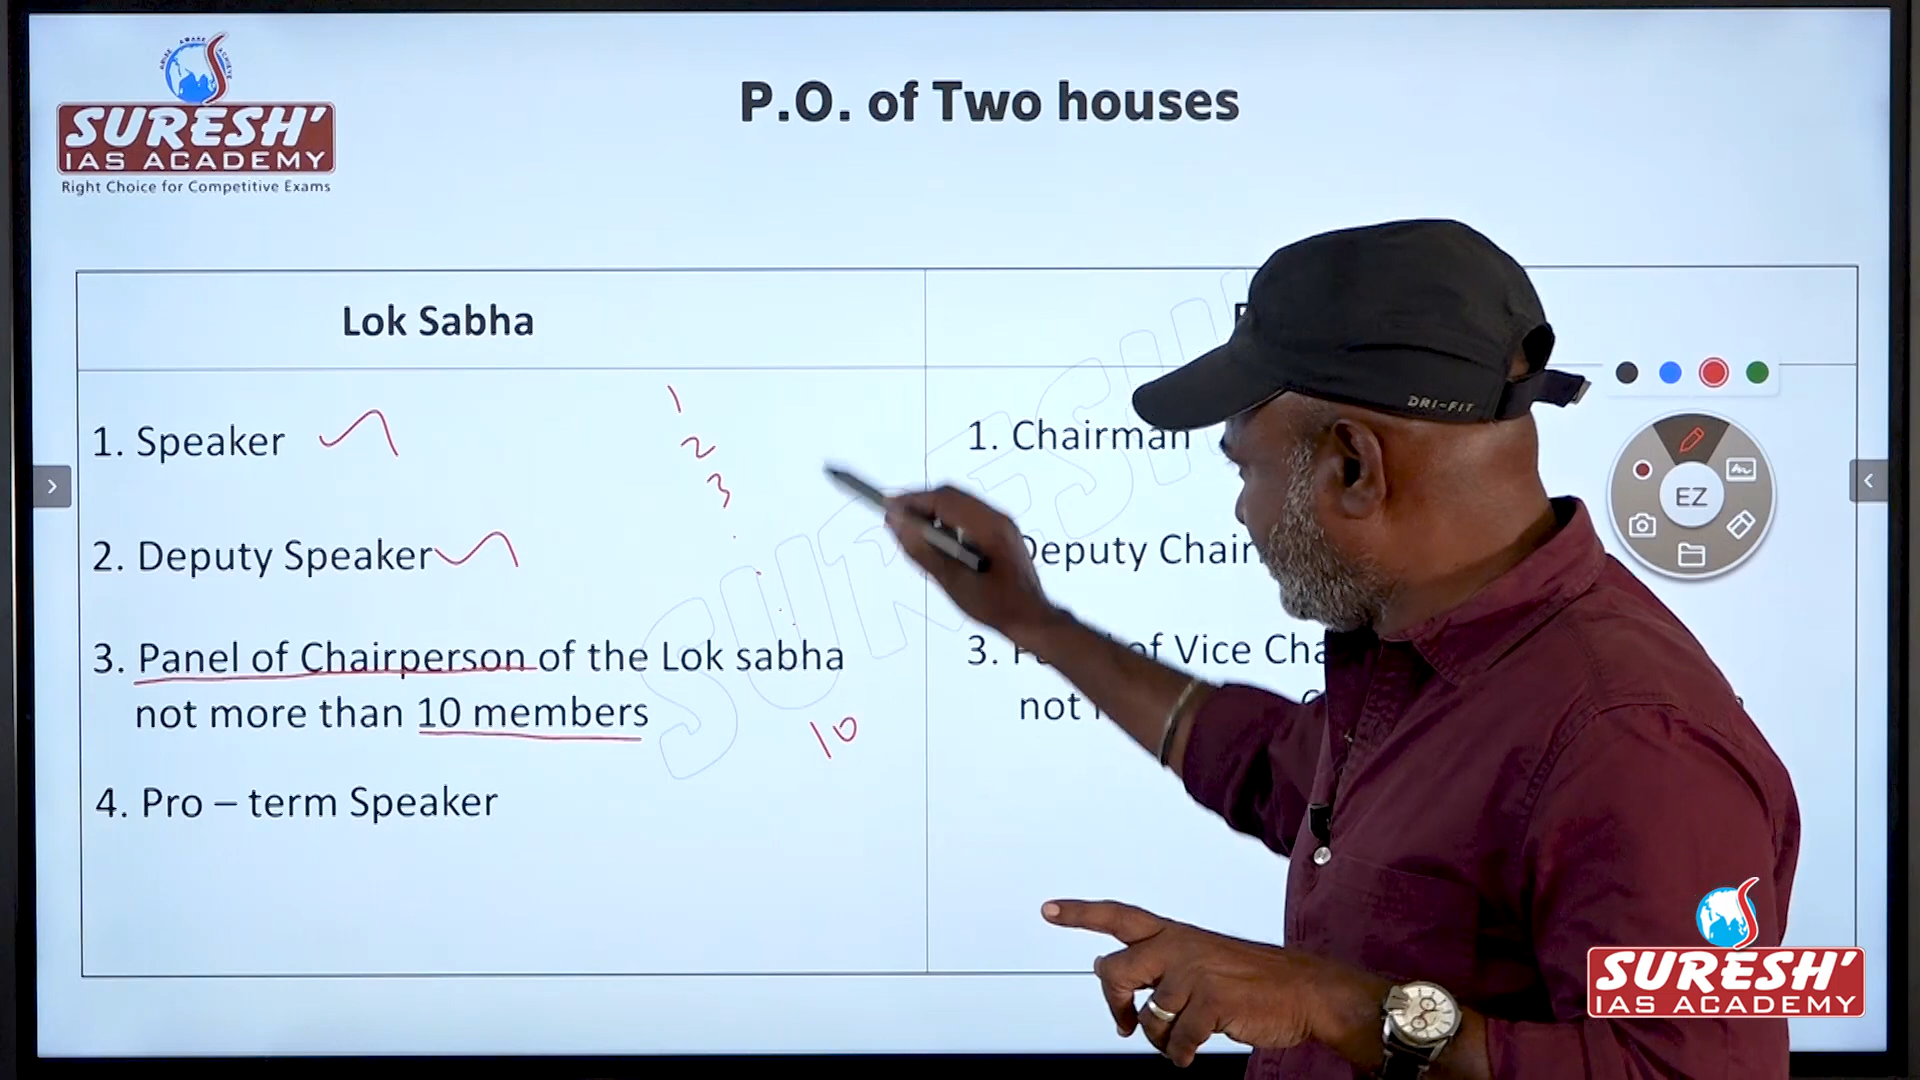 SURESH'
IAS ACADEMY
Right Choice for Competitive Exams
P.O. of Two houses
Lok Sabha
1. Speaker
1
2
3
2. Deputy Speaker
3. Panel of Chairperson of the Lok sabha
not more than 10 members
10
4. Pro – term Speaker
1. Chairman
Deputy
3.
of Vice
not
SURESH
DRI-FIT
EZ
SURESH'
IAS ACADEMY